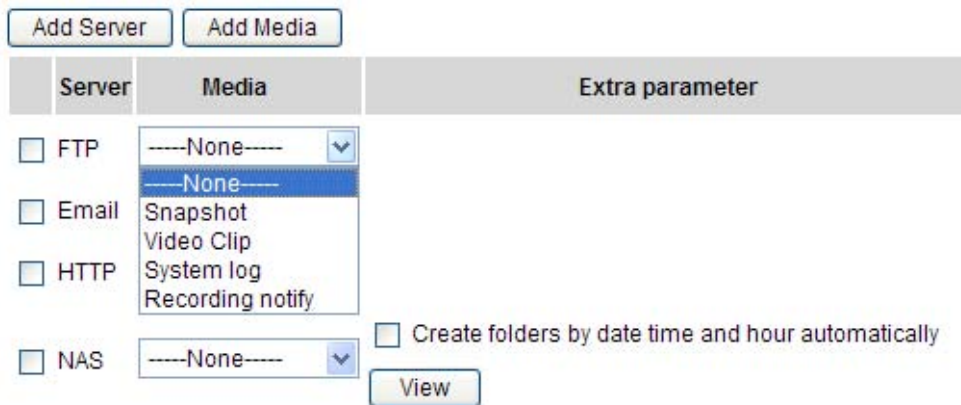 Add Server Add Media
Server Media Extra parameter
FTP -----None-----
-----None-----
Email Snapshot
Video Clip
HTTP System log
Recording notify
Create folders by date time and hour automatically
NAS -----None-----
View